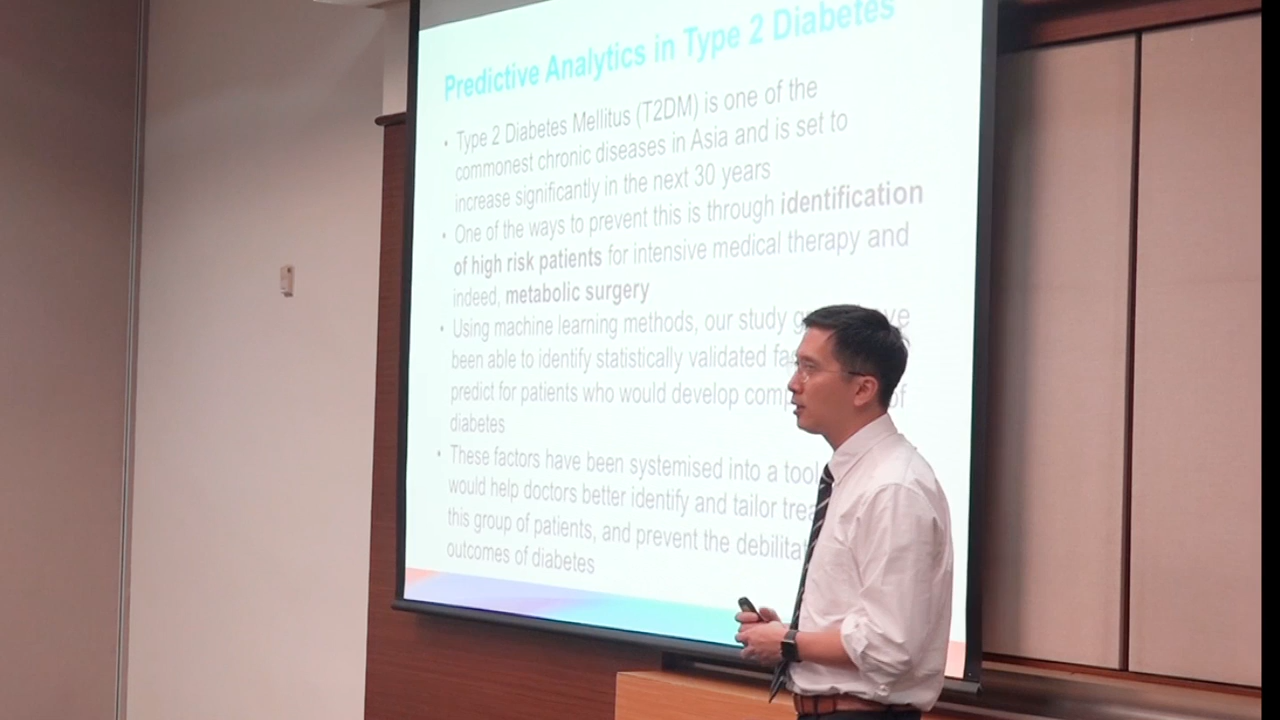 Predictive Analytics in Type 2 Diabetes
• Type 2 Diabetes Mellitus (T2DM) is one of the
commonest chronic diseases in Asia and is set to
increase significantly in the next 30 years
• One of the ways to prevent this is through identification
of high risk patients for intensive medical therapy and
indeed, metabolic surgery
• Using machine learning methods, our study
been able to identify statistically validated
predict for patients who would develop of
diabetes
• These factors have been systemised into a tool
would help doctors better identify and tailor
this group of patients, and prevent the
outcomes of diabetes